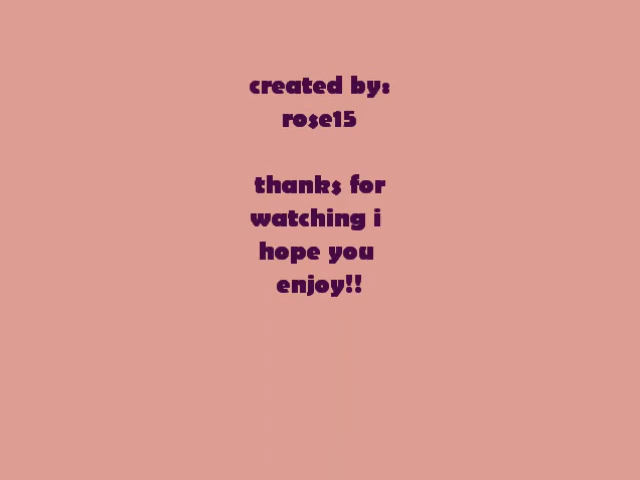 created by:
rose15
thanks for
watching i
hope you
enjoy!!